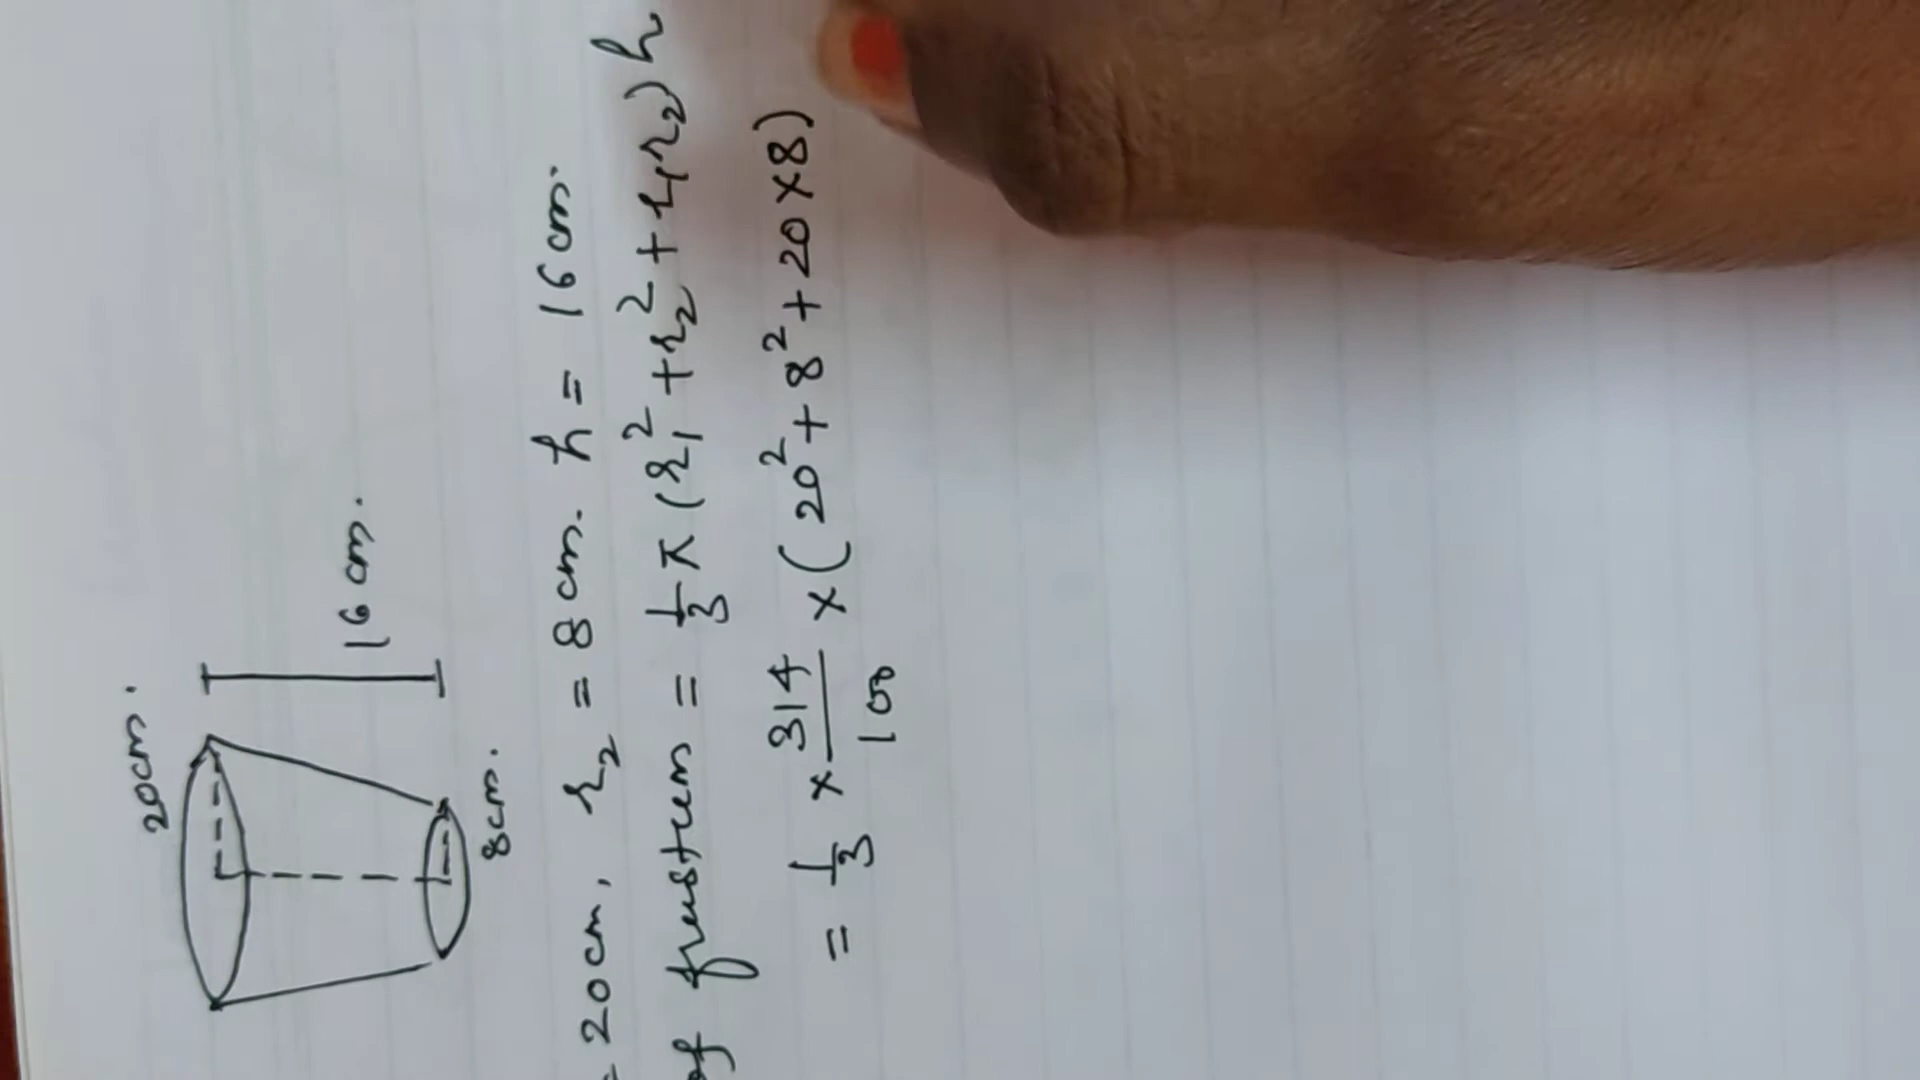 20cm.
16 cm.
8cm.
= 20cm, r₂ = 8 cm. h = 16 cm.
of frustum = 1/3 π (r₁² + r₂² + r₁r₂) h
= 1/3 × 314/100 × (20² + 8² + 20 × 8)